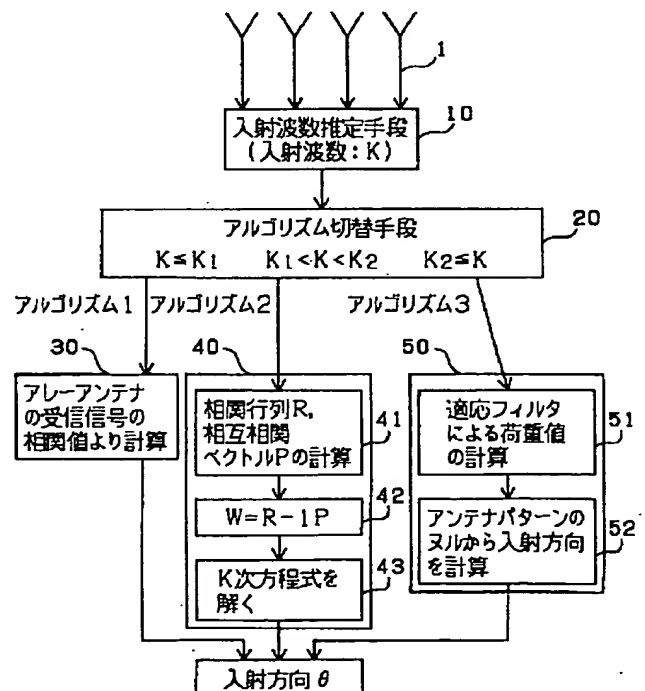 1
入射波数推定手段
(入射波数:K)
10
アルゴリズム切替手段
K≤K1 K1<K<K2 K2≤K
20
アルゴリズム1
アルゴリズム2
アルゴリズム3
30
アレーアンテナ
の受信信号の
相関値より計算
40
相関行列R,
相互相関
ベクトルPの計算
41
W=R-1P
42
K次方程式を
解く
43
50
適応フィルタ
による荷重値
の計算
51
アンテナパターンの
ヌルから入射方向
を計算
52
入射方向θ